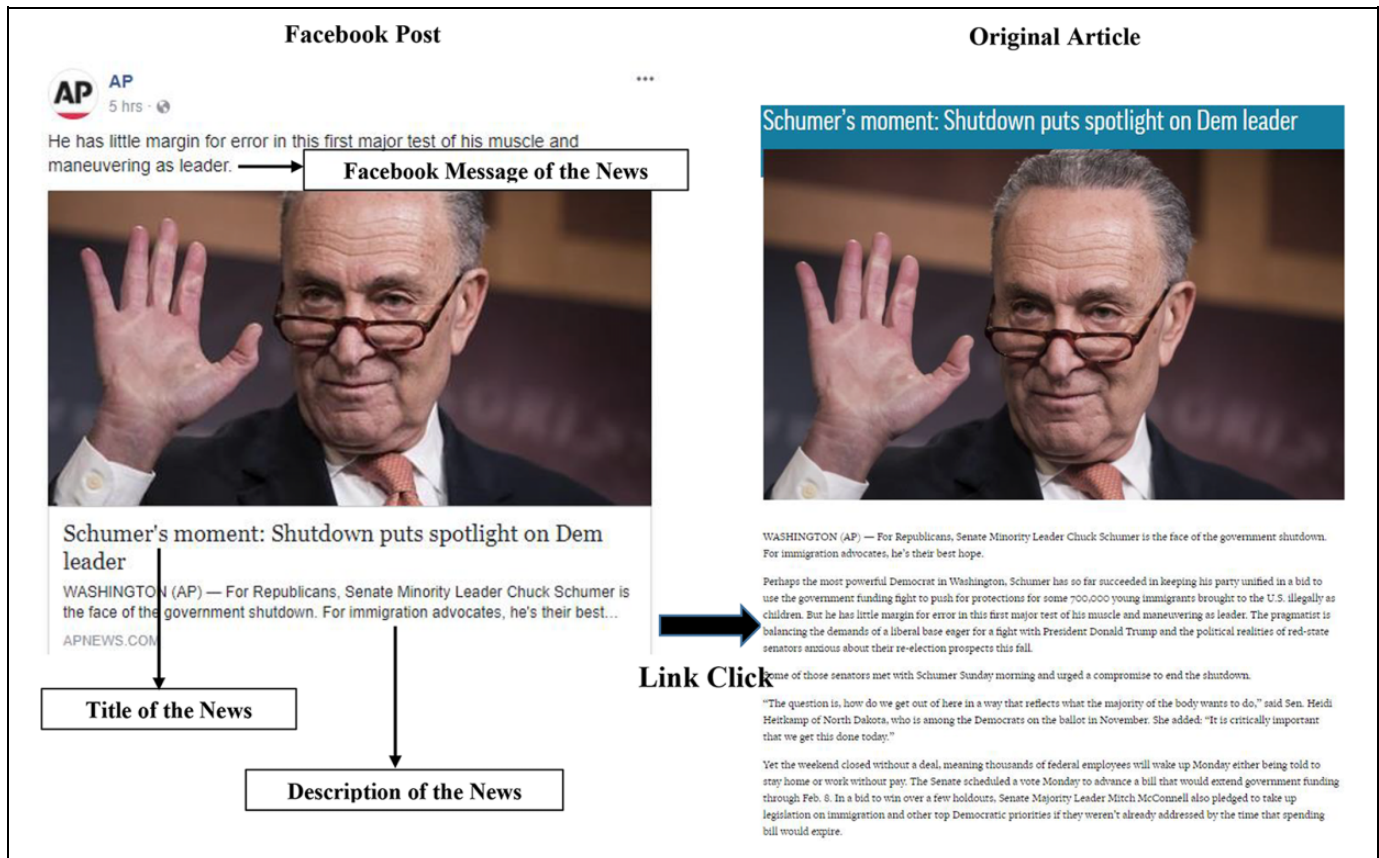 Facebook Post
AP
AP
5 hrs ·
He has little margin for error in this first major test of his muscle and
maneuvering as leader.
Facebook Message of the News
Schumer's moment: Shutdown puts spotlight on Dem
leader
WASHINGTON (AP) — For Republicans, Senate Minority Leader Chuck Schumer is
the face of the government shutdown. For immigration advocates, he's their best...
APNEWS.COM
Title of the News
Description of the News
Link Click
Original Article
Schumer's moment: Shutdown puts spotlight on Dem leader
WASHINGTON (AP) — For Republicans, Senate Minority Leader Chuck Schumer is the face of the government shutdown.
For immigration advocates, he's their best hope.
Perhaps the most powerful Democrat in Washington, Schumer has so far succeeded in keeping his party unified in a bid to
use the government funding fight to push for protections for some 700,000 young immigrants brought to the U.S. illegally as
children. But he has little margin for error in this first major test of his muscle and maneuvering as leader. The pragmatist is
balancing the demands of a liberal base eager for a fight with President Donald Trump and the political realities of red-state
senators anxious about their re-election prospects this fall.
Some of those senators met with Schumer Sunday morning and urged a compromise to end the shutdown.
“The question is, how do we get out of here in a way that reflects what the majority of the body wants to do,” said Sen. Heidi
Heitkamp of North Dakota, who is among the Democrats on the ballot in November. She added: “It is critically important
that we get this done today.”
Yet the weekend closed without a deal, meaning thousands of federal employees will wake up Monday either being told to
stay home or work without pay. The Senate scheduled a vote Monday to advance a bill that would extend government funding
through Feb. 8. In a bid to win over a few holdouts, Senate Majority Leader Mitch McConnell also pledged to take up
legislation on immigration and other top Democratic priorities if they weren't already addressed by the time that spending
bill would expire.